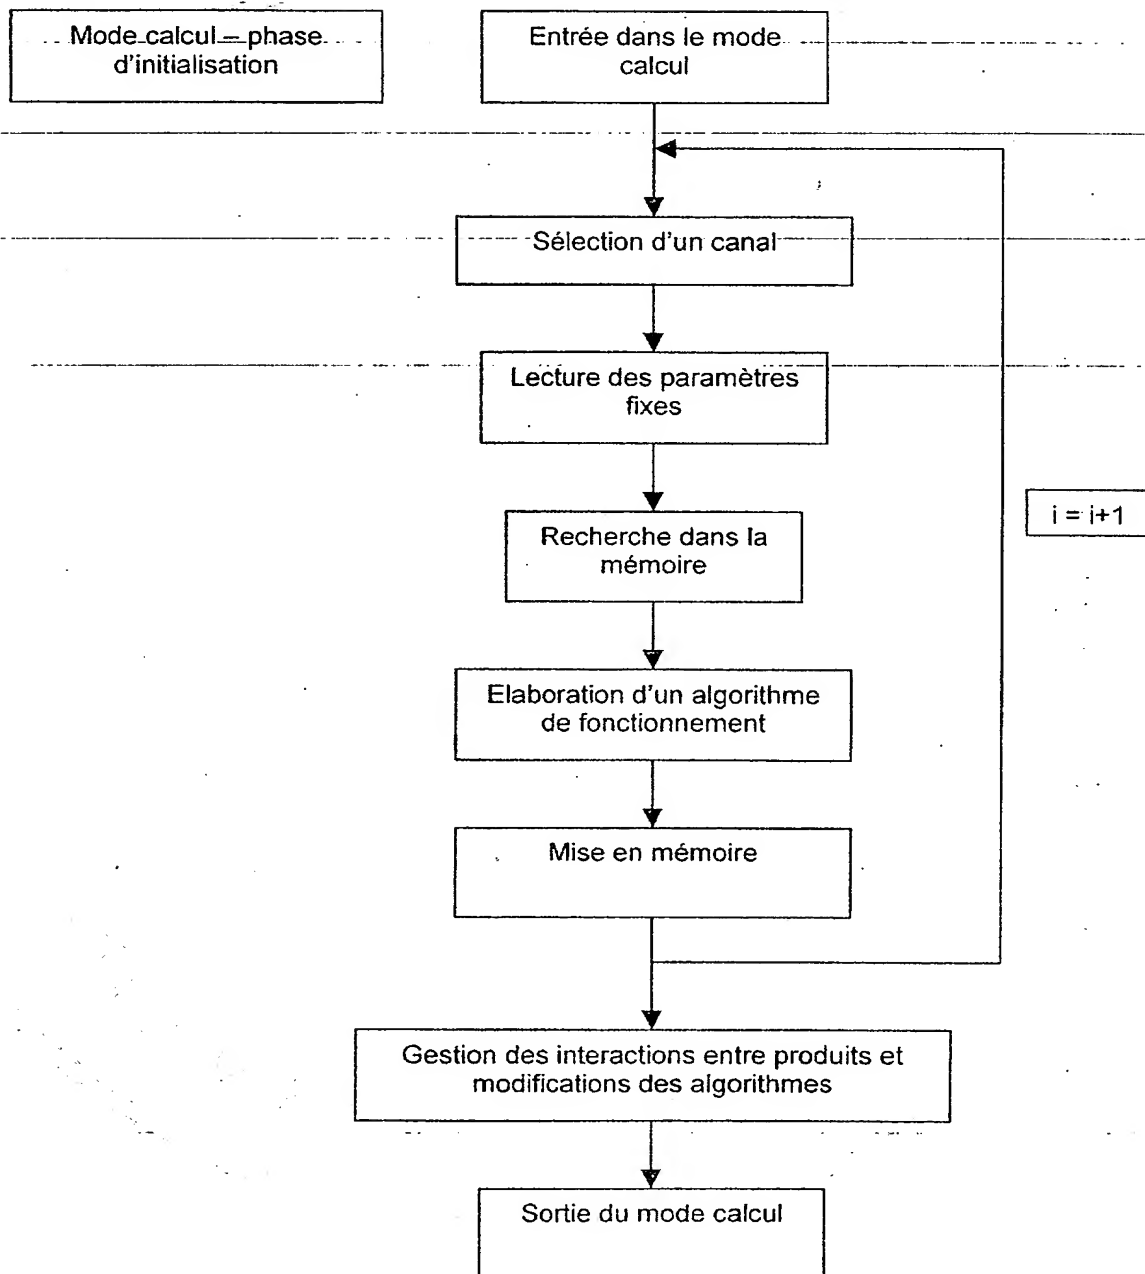 Mode calcul – phase
d'initialisation
Entrée dans le mode
calcul
Sélection d'un canal
Lecture des paramètres
fixes
i = i+1
Recherche dans la
mémoire
Elaboration d'un algorithme
de fonctionnement
Mise en mémoire
Gestion des interactions entre produits et
modifications des algorithmes
Sortie du mode calcul